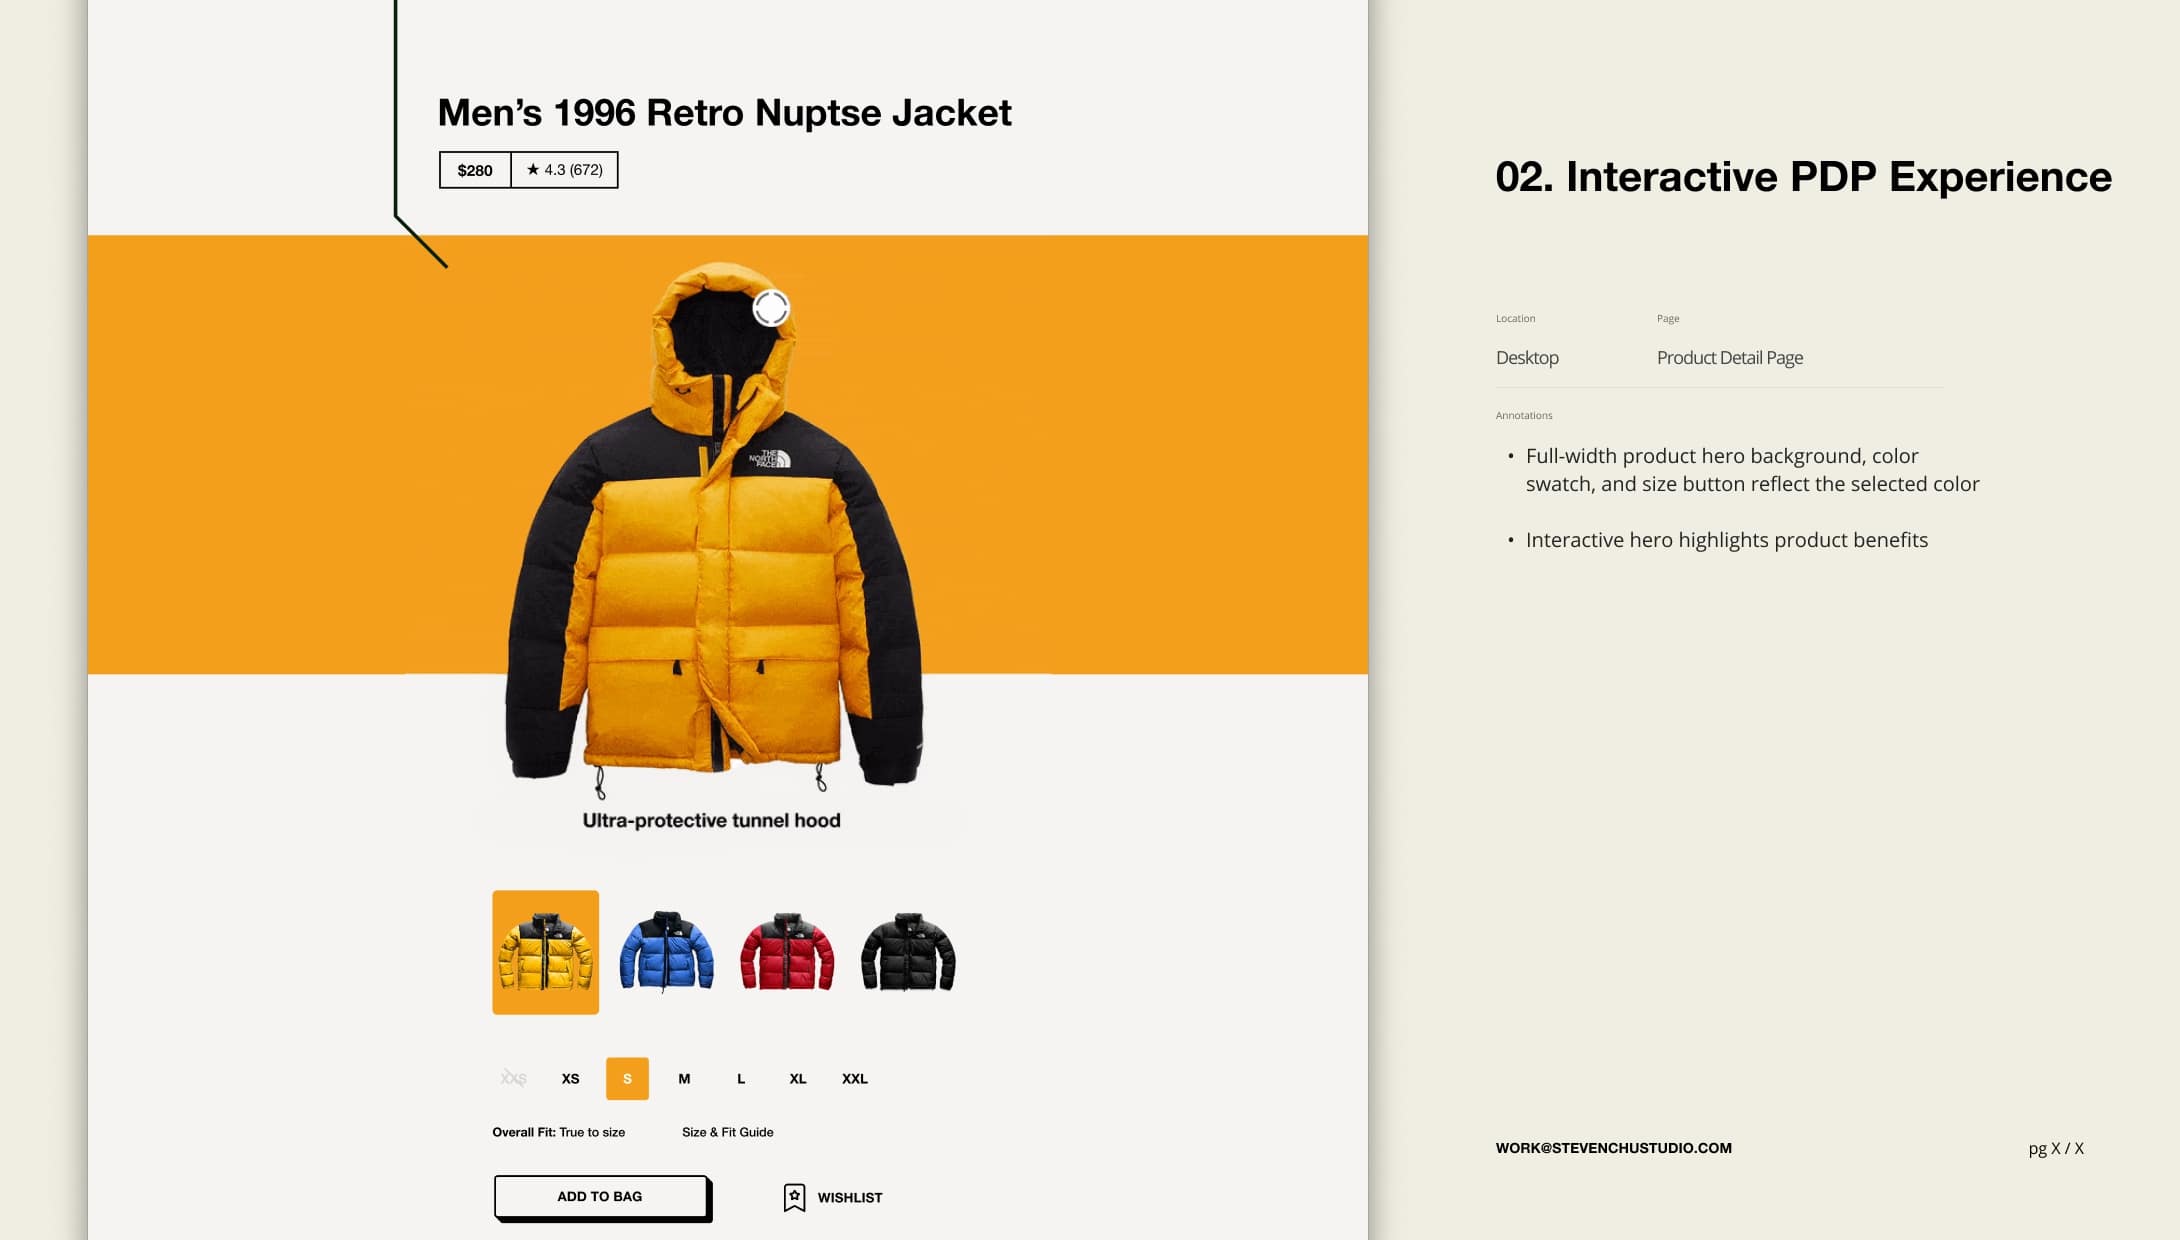 Men’s 1996 Retro Nuptse Jacket
$280
★ 4.3 (672)
THE
NORTH
FACE
Ultra-protective tunnel hood
XXS
XS
S
M
L
XL
XXL
Overall Fit: True to size
Size & Fit Guide
ADD TO BAG
WISHLIST
02. Interactive PDP Experience
Location
Page
Desktop
Product Detail Page
Annotations
• Full-width product hero background, color
swatch, and size button reflect the selected color
• Interactive hero highlights product benefits
WORK@STEVENCHUSTUDIO.COM
pg X / X